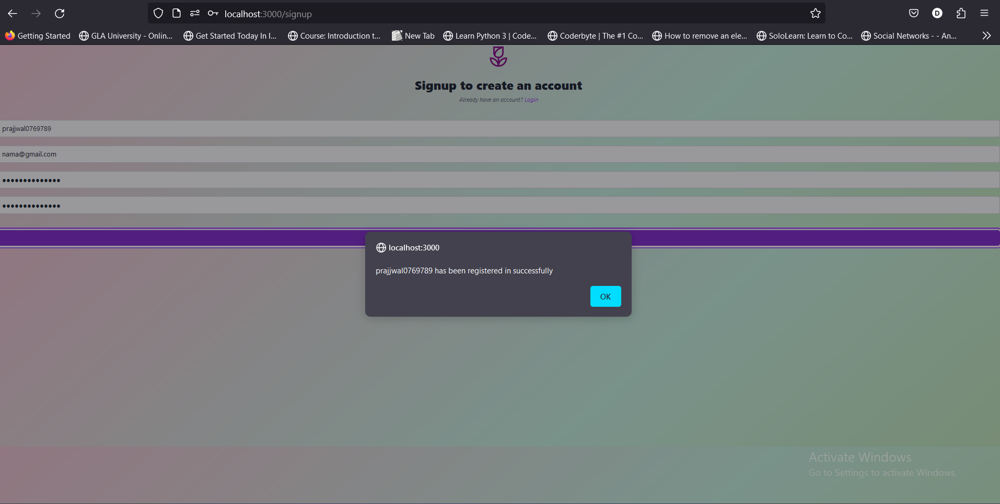 localhost:3000/signup
D
Getting Started
GLA University - Onlin...
Get Started Today In I...
Course: Introduction t...
New Tab
Learn Python 3 | Code...
Coderbyte | The #1 Co...
How to remove an ele...
SoloLearn: Learn to Co...
Social Networks - - An...
Signup to create an account
Already have an account? Login
prajjwal0769789
nama@gmail.com
••••••••••••••
••••••••••••••
localhost:3000
prajjwal0769789 has been registered in successfully
OK
Activate Windows
Go to Settings to activate Windows.